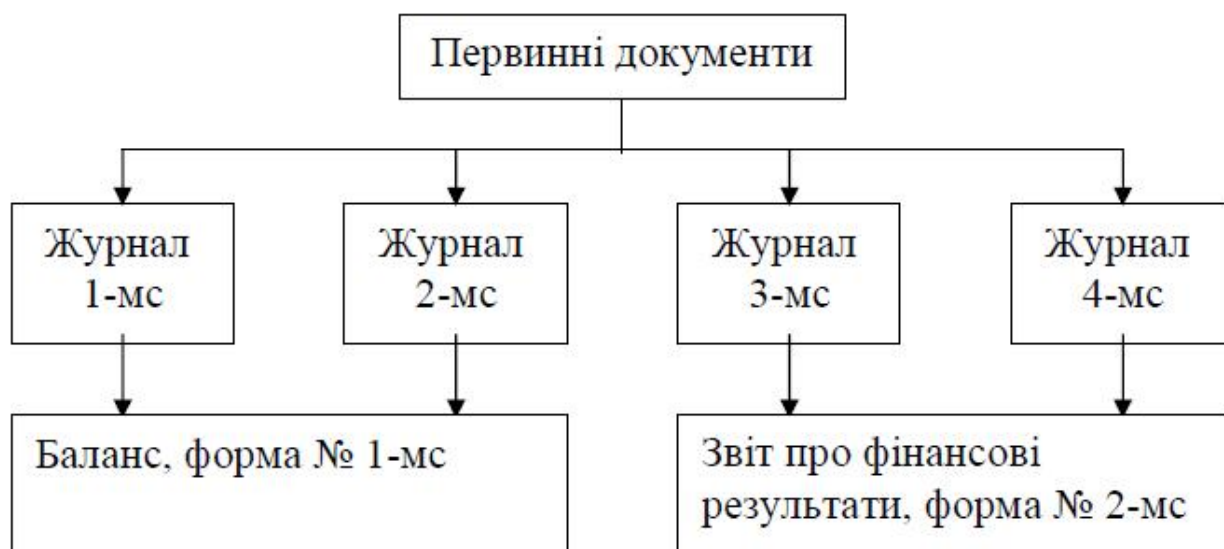 Первинні документи
Журнал
1-мс
Журнал
2-мс
Журнал
3-мс
Журнал
4-мс
Баланс, форма № 1-мс
Звіт про фінансові
результати, форма № 2-мс